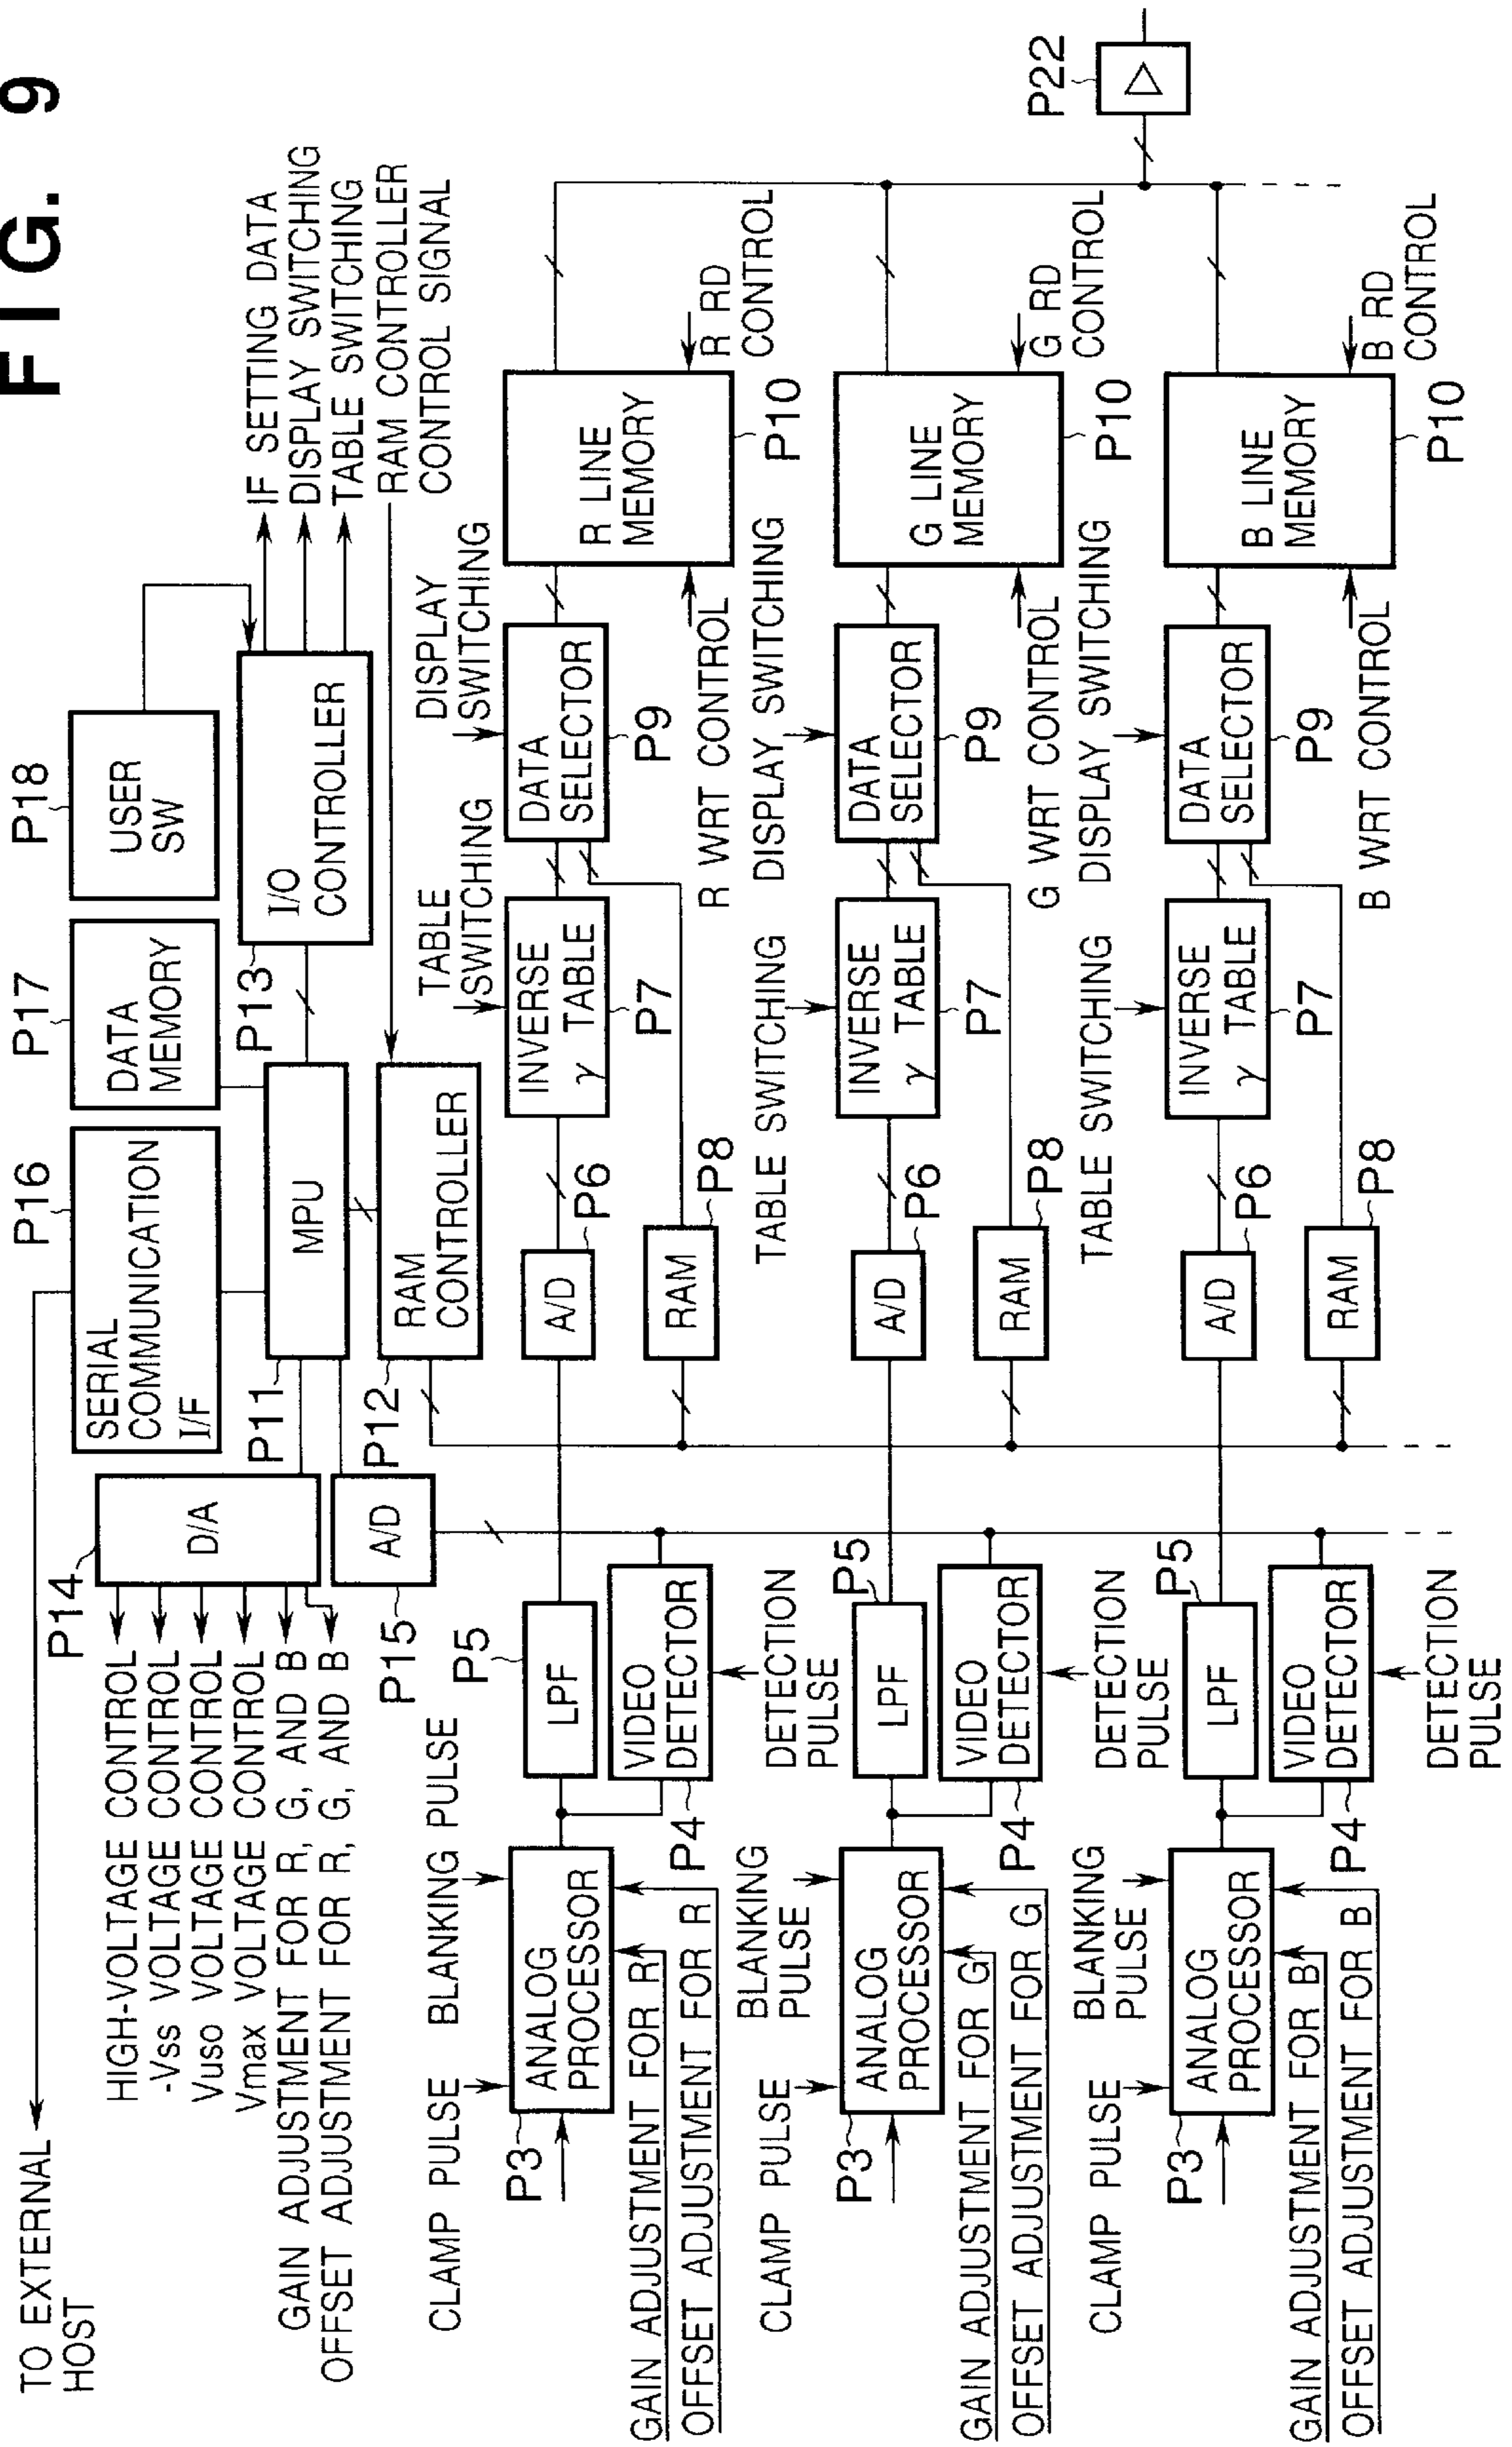 FIG. 9
TO EXTERNAL
HOST
P16
P17
P18
SERIAL
COMMUNICATION
I/F
DATA
MEMORY
USER
SW
P14
D/A
P11
MPU
P13
I/O
CONTROLLER
IF SETTING DATA
DISPLAY SWITCHING
TABLE SWITCHING
RAM CONTROLLER
CONTROL SIGNAL
HIGH-VOLTAGE CONTROL
-Vss VOLTAGE CONTROL
Vuso VOLTAGE CONTROL
Vmax VOLTAGE CONTROL
GAIN ADJUSTMENT FOR R, G, AND B
OFFSET ADJUSTMENT FOR R, G, AND B
P15
A/D
P12
RAM
CONTROLLER
CLAMP PULSE
BLANKING PULSE
P5
TABLE
SWITCHING
DISPLAY
SWITCHING
P3
ANALOG
PROCESSOR
LPF
A/D
P6
INVERSE
γ TABLE
DATA
SELECTOR
R LINE
MEMORY
R RD
CONTROL
GAIN ADJUSTMENT FOR R
OFFSET ADJUSTMENT FOR R
P4
VIDEO
DETECTOR
RAM
P8
P7
P9
R WRT CONTROL
P10
DETECTION
PULSE
CLAMP PULSE
BLANKING
PULSE
P5
TABLE SWITCHING
DISPLAY SWITCHING
P3
ANALOG
PROCESSOR
LPF
A/D
P6
INVERSE
γ TABLE
DATA
SELECTOR
G LINE
MEMORY
G RD
CONTROL
GAIN ADJUSTMENT FOR G
OFFSET ADJUSTMENT FOR G
P4
VIDEO
DETECTOR
RAM
P8
P7
P9
G WRT CONTROL
P10
P22
DETECTION
PULSE
CLAMP PULSE
BLANKING
PULSE
P5
TABLE SWITCHING
DISPLAY SWITCHING
P3
ANALOG
PROCESSOR
LPF
A/D
P6
INVERSE
γ TABLE
DATA
SELECTOR
B LINE
MEMORY
B RD
CONTROL
GAIN ADJUSTMENT FOR B
OFFSET ADJUSTMENT FOR B
P4
VIDEO
DETECTOR
RAM
P8
P7
P9
B WRT CONTROL
P10
DETECTION
PULSE